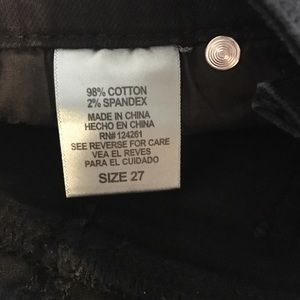 98% COTTON
2% SPANDEX
MADE IN CHINA
HECHO EN CHINA
RN# 124261
SEE REVERSE FOR CARE
VEA EL REVES
PARA EL CUIDADO
SIZE 27